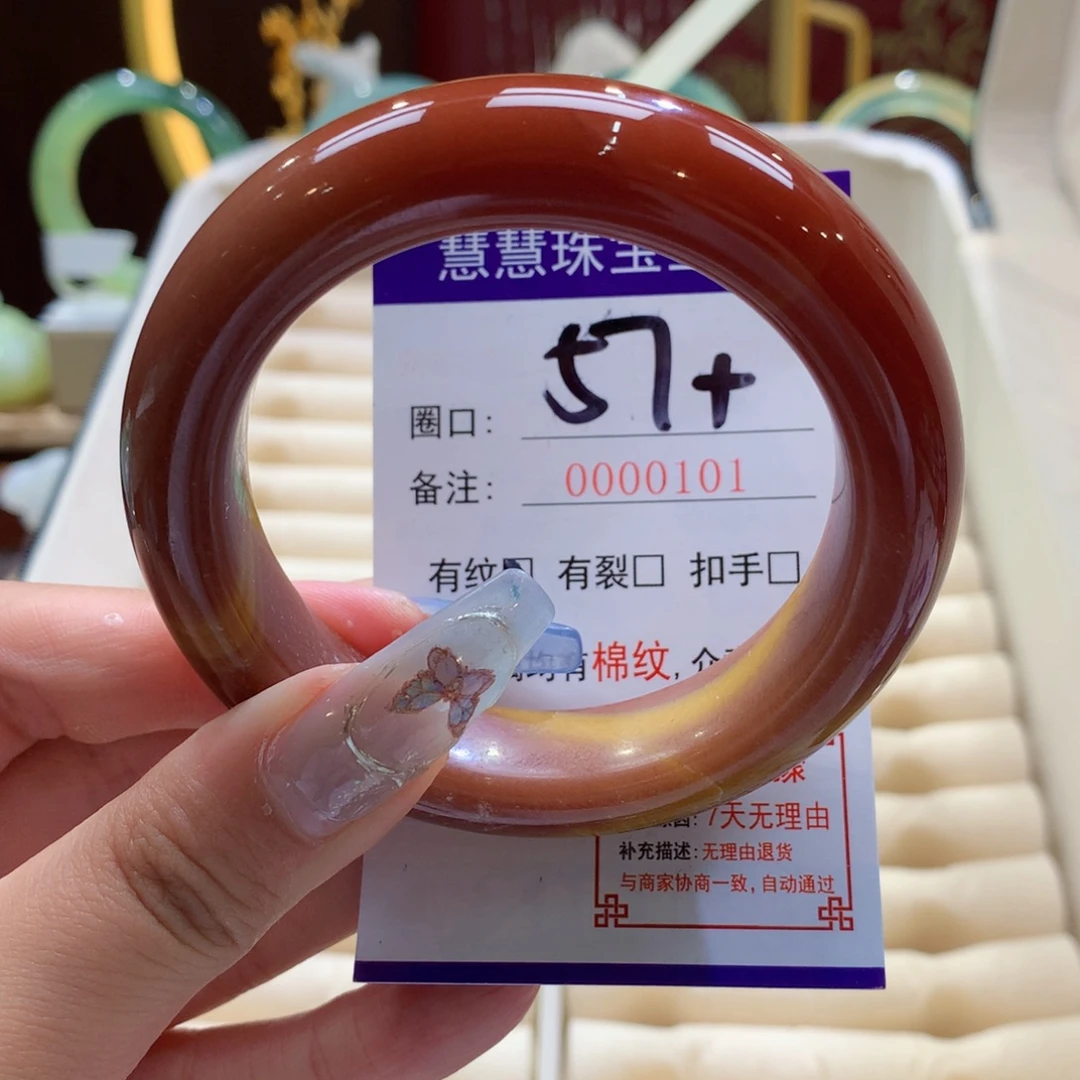 慧慧珠宝
57+
圈口:
备注: 0000101
有纹□ 有裂□ 扣手□
均有棉纹,
7天无理由
补充描述:无理由退货
与商家协商一致,自动通过